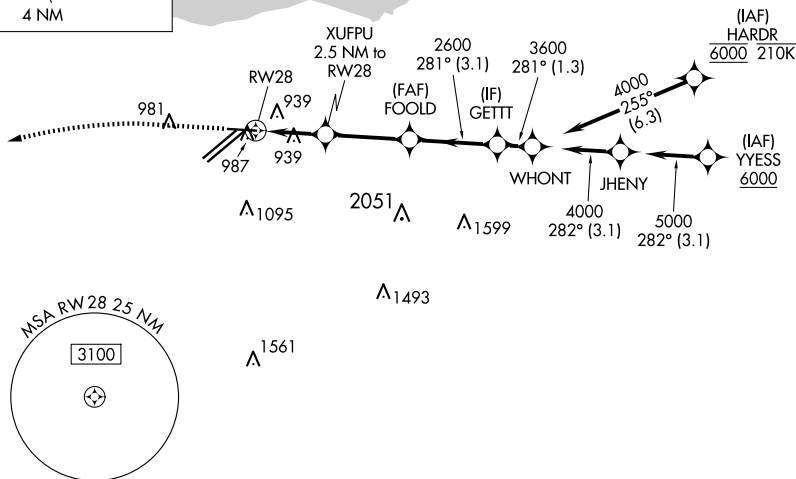 4 NM
XUFPU
2.5 NM to
RW28
RW28
981
939
987
939
(FAF)
FOOLD
2600
281° (3.1)
(IF)
GETTT
3600
281° (1.3)
(IAF)
HARDR
6000 210K
4000
255°
(6.3)
WHONT
JHENY
(IAF)
YYESS
6000
4000
282° (3.1)
5000
282° (3.1)
1095
2051
1599
1493
1561
MSA RW28 25 NM
3100